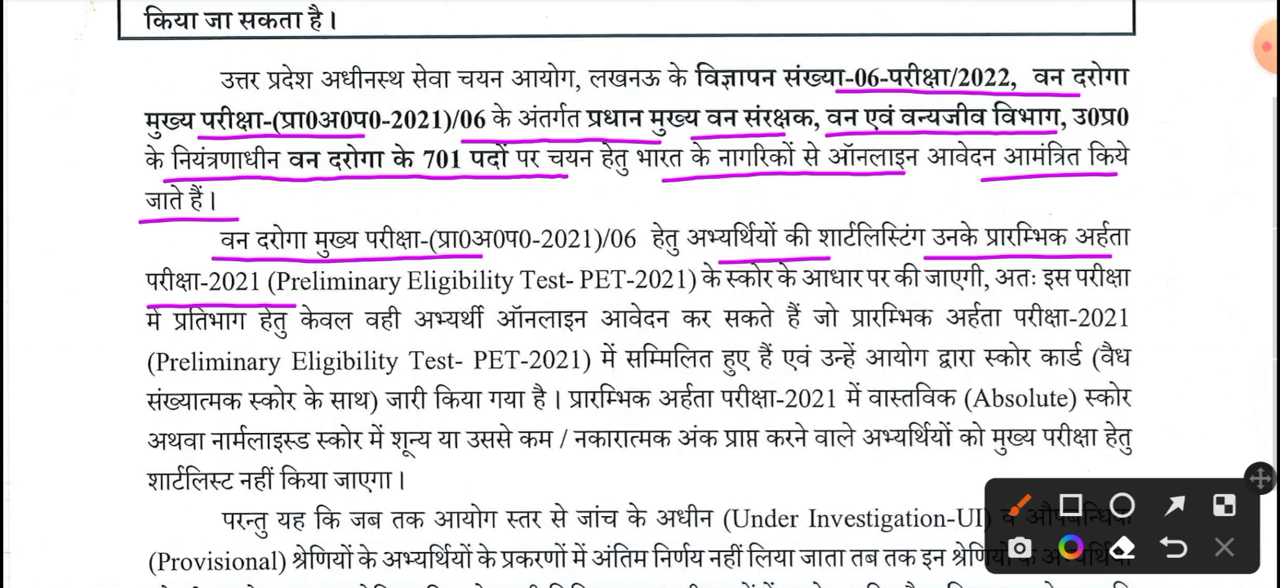 किया जा सकता है।
उत्तर प्रदेश अधीनस्थ सेवा चयन आयोग, लखनऊ के विज्ञापन संख्या-06-परीक्षा/2022, वन दरोगा
मुख्य परीक्षा-(प्रा0अ0प0-2021)/06 के अंतर्गत प्रधान मुख्य वन संरक्षक, वन एवं वन्यजीव विभाग, उ0प्र0
के नियंत्रणाधीन वन दरोगा के 701 पदों पर चयन हेतु भारत के नागरिकों से ऑनलाइन आवेदन आमंत्रित किये
जाते हैं।
वन दरोगा मुख्य परीक्षा-(प्रा0अ0प0-2021)/06 हेतु अभ्यर्थियों की शार्टलिस्टिंग उनके प्रारम्भिक अर्हता
परीक्षा-2021 (Preliminary Eligibility Test- PET-2021) के स्कोर के आधार पर की जाएगी, अतः इस परीक्षा
में प्रतिभाग हेतु केवल वही अभ्यर्थी ऑनलाइन आवेदन कर सकते हैं जो प्रारम्भिक अर्हता परीक्षा-2021
(Preliminary Eligibility Test- PET-2021) में सम्मिलित हुए हैं एवं उन्हें आयोग द्वारा स्कोर कार्ड (वैध
संख्यात्मक स्कोर के साथ) जारी किया गया है। प्रारम्भिक अर्हता परीक्षा-2021 में वास्तविक (Absolute) स्कोर
अथवा नार्मलाइस्ड स्कोर में शून्य या उससे कम / नकारात्मक अंक प्राप्त करने वाले अभ्यर्थियों को मुख्य परीक्षा हेतु
शार्टलिस्ट नहीं किया जाएगा।
परन्तु यह कि जब तक आयोग स्तर से जांच के अधीन (Under Investigation-UI) व औपबन्धिक
(Provisional) श्रेणियों के अभ्यर्थियों के प्रकरणों में अंतिम निर्णय नहीं लिया जाता तब तक इन श्रेणियों के अभ्यर्थियों